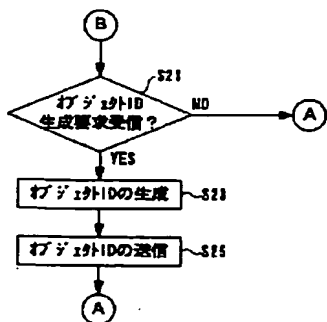 B
S21
オブジェクトID
生成要求受信?
NO
A
YES
オブジェクトIDの生成
S23
オブジェクトIDの送信
S25
A